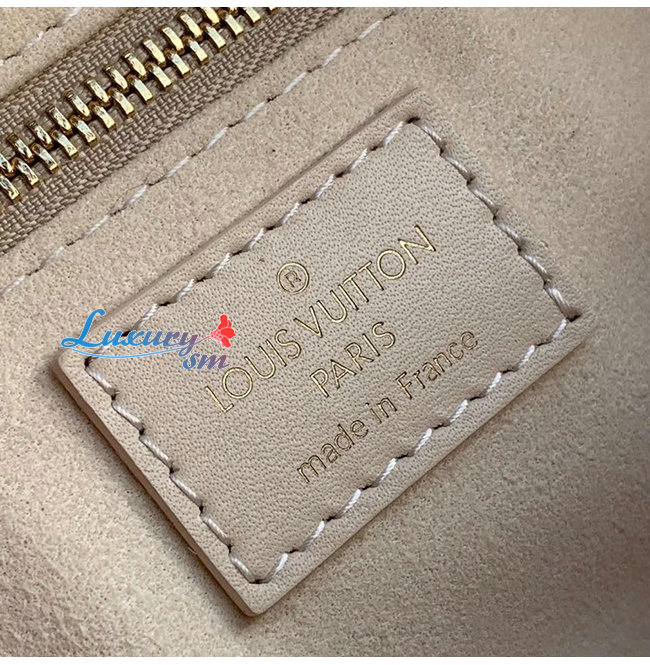 ®
LOUIS VUITTON
PARIS
made in France
Luxury
sm